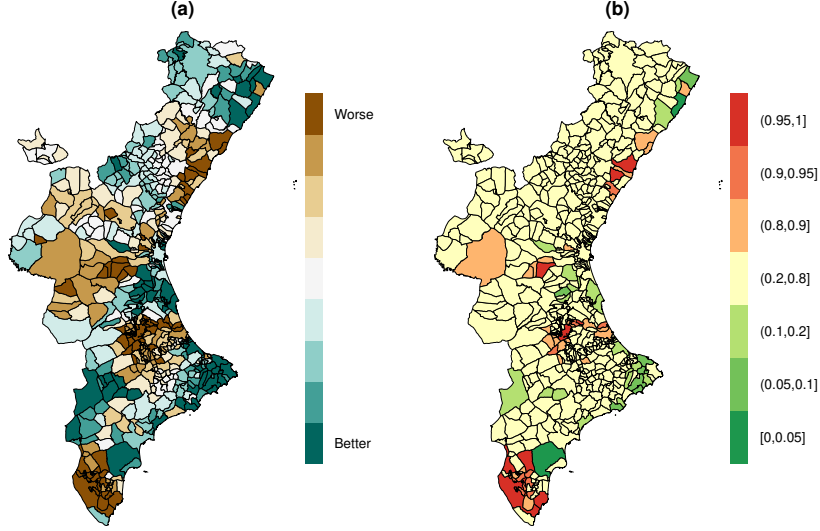 (a)
Worse
Better
(b)
(0.95,1]
(0.9,0.95]
(0.8,0.9]
(0.2,0.8]
(0.1,0.2]
(0.05,0.1]
[0,0.05]